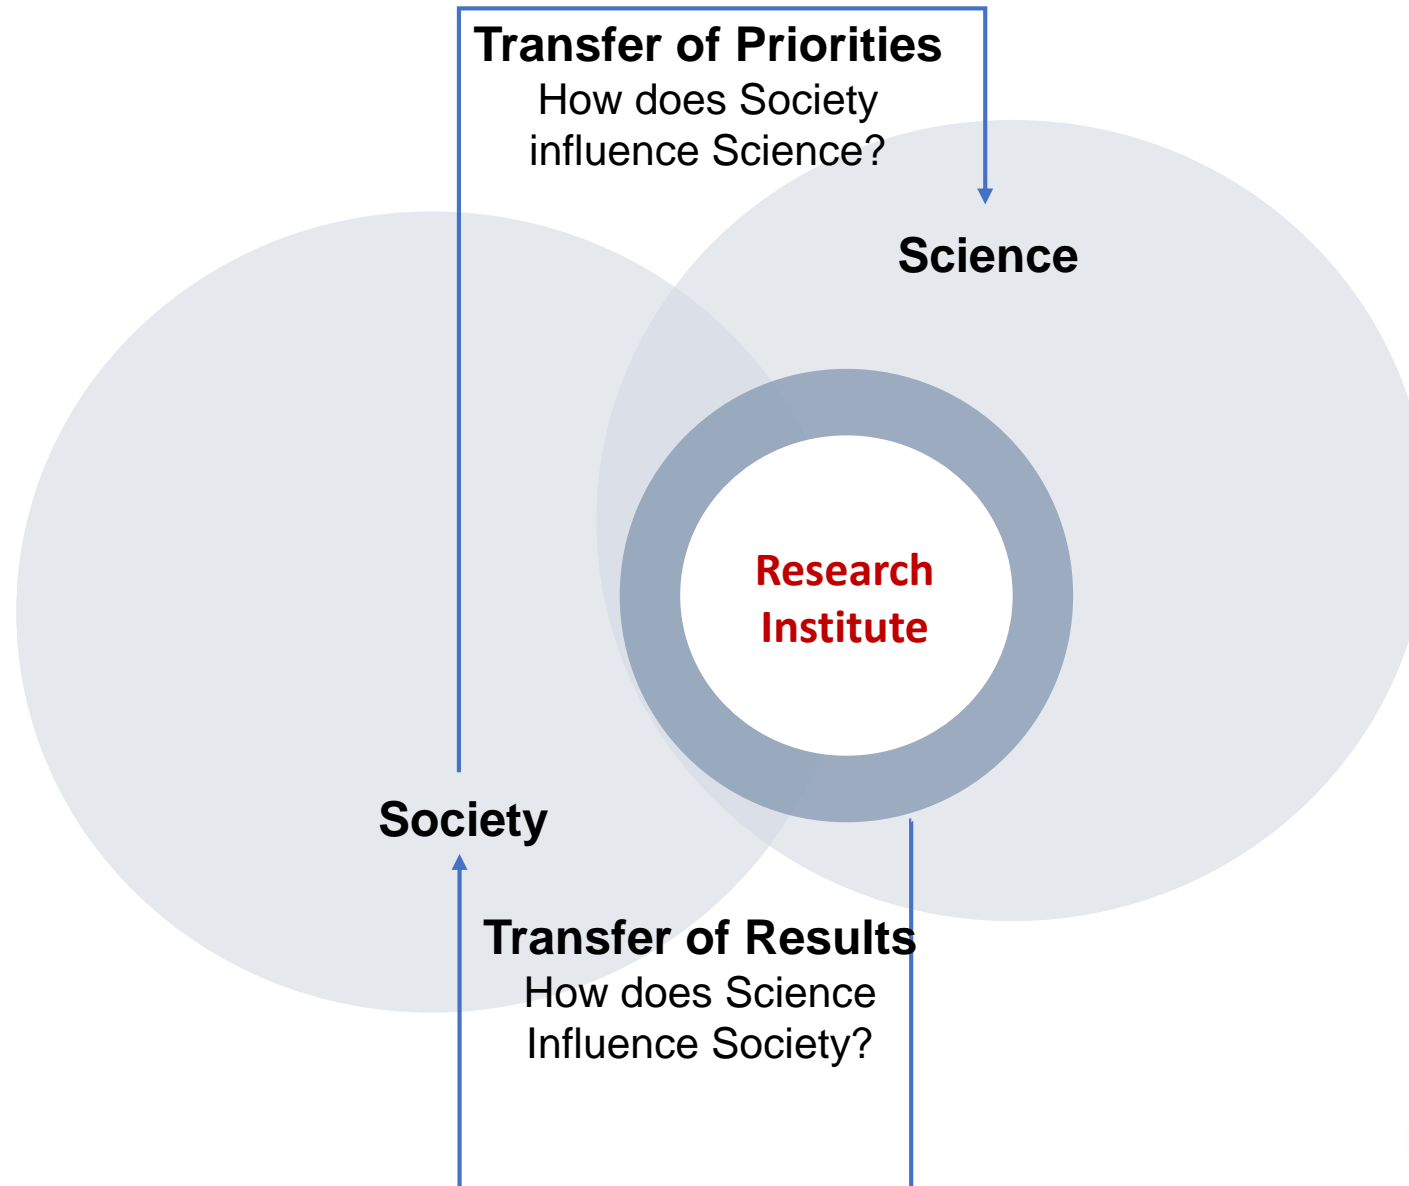 Transfer of Priorities
How does Society
influence Science?
Science
Research
Institute
Society
Transfer of Results
How does Science
Influence Society?